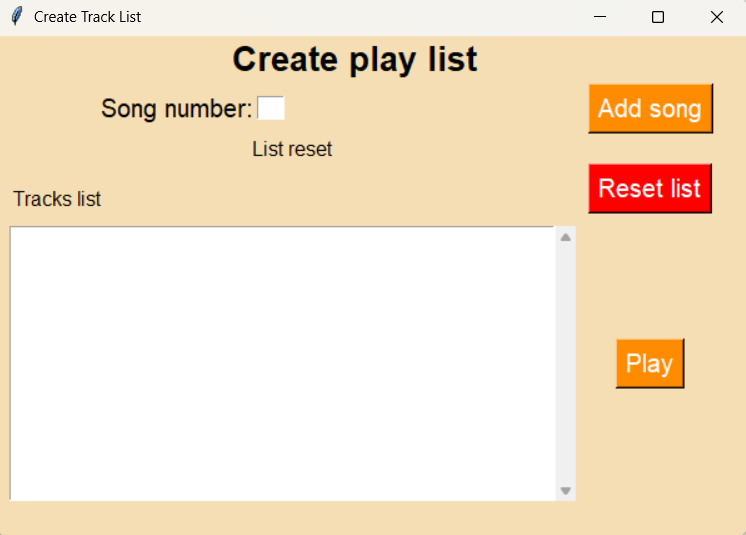 Create Track List
Create play list
Song number:
Add song
List reset
Reset list
Tracks list
Play